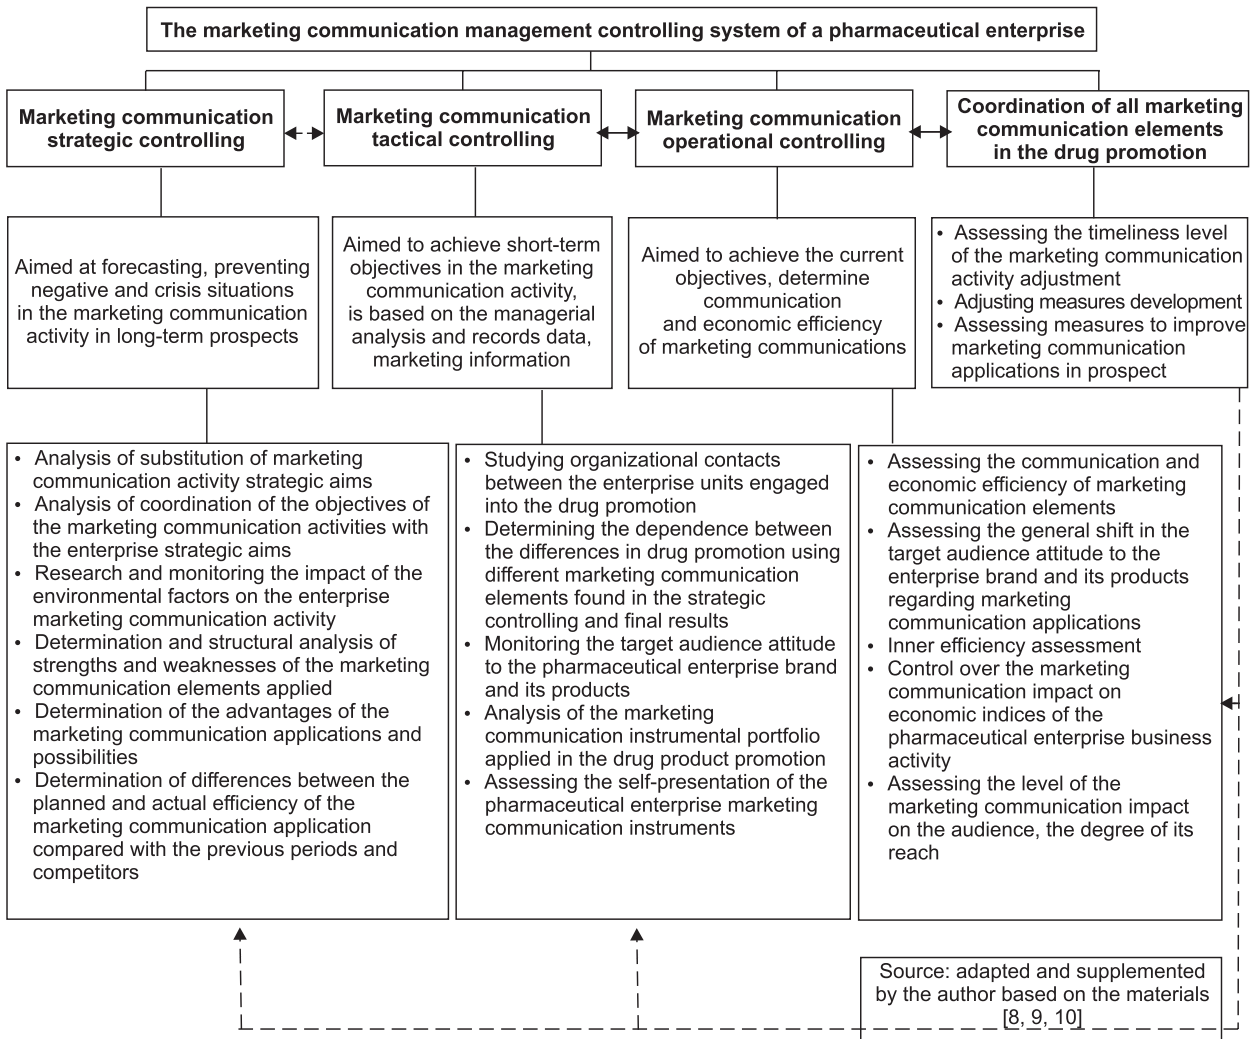 The marketing communication management controlling system of a pharmaceutical enterprise
Marketing communication
strategic controlling
Marketing communication
tactical controlling
Marketing communication
operational controlling
Coordination of all marketing
communication elements
in the drug promotion
Aimed at forecasting, preventing
negative and crisis situations
in the marketing communication
activity in long-term prospects
Aimed to achieve short-term
objectives in the marketing
communication activity,
is based on the managerial
analysis and records data,
marketing information
Aimed to achieve the current
objectives, determine
communication
and economic efficiency
of marketing communications
• Assessing the timeliness level
of the marketing communication
activity adjustment
• Adjusting measures development
• Assessing measures to improve
marketing communication
applications in prospect
• Analysis of substitution of marketing
communication activity strategic aims
• Analysis of coordination of the objectives of
the marketing communication activities with
the enterprise strategic aims
• Research and monitoring the impact of the
environmental factors on the enterprise
marketing communication activity
• Determination and structural analysis of
strengths and weaknesses of the marketing
communication elements applied
• Determination of the advantages of the
marketing communication applications and
possibilities
• Determination of differences between the
planned and actual efficiency of the
marketing communication application
compared with the previous periods and
competitors
• Studying organizational contacts
between the enterprise units engaged
into the drug promotion
• Determining the dependence between
the differences in drug promotion using
different marketing communication
elements found in the strategic
controlling and final results
• Monitoring the target audience attitude
to the pharmaceutical enterprise brand
and its products
• Analysis of the marketing
communication instrumental portfolio
applied in the drug product promotion
• Assessing the self-presentation of the
pharmaceutical enterprise marketing
communication instruments
• Assessing the communication and
economic efficiency of marketing
communication elements
• Assessing the general shift in the
target audience attitude to the
enterprise brand and its products
regarding marketing
communication applications
• Inner efficiency assessment
• Control over the marketing
communication impact on
economic indices of the
pharmaceutical enterprise business
activity
• Assessing the level of the
marketing communication impact
on the audience, the degree of its
reach
Source: adapted and supplemented
by the author based on the materials
[8, 9, 10]